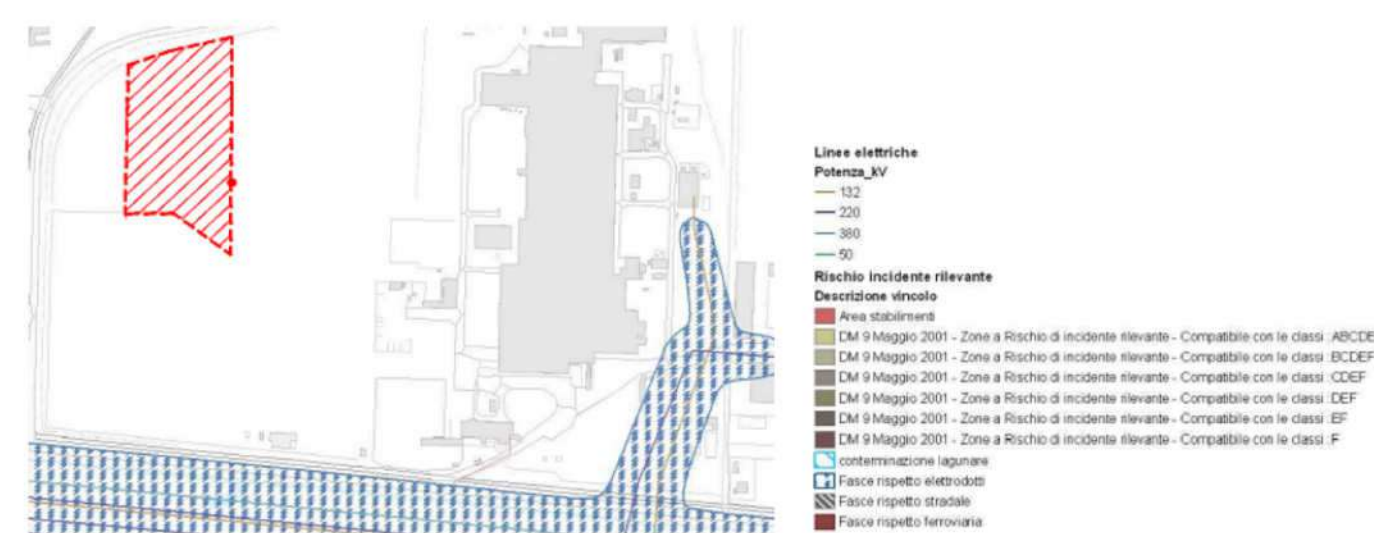 Linee elettriche
Potenza_kV
132
220
380
50
Rischio incidente rilevante
Descrizione vincolo
Area stabilimenti
DM 9 Maggio 2001 - Zone a Rischio di incidente rilevante - Compatibile con le classi :ABCDEF
DM 9 Maggio 2001 - Zone a Rischio di incidente rilevante - Compatibile con le classi :BCDEF
DM 9 Maggio 2001 - Zone a Rischio di incidente rilevante - Compatibile con le classi :CDEF
DM 9 Maggio 2001 - Zone a Rischio di incidente rilevante - Compatibile con le classi :DEF
DM 9 Maggio 2001 - Zone a Rischio di incidente rilevante - Compatibile con le classi :EF
DM 9 Maggio 2001 - Zone a Rischio di incidente rilevante - Compatibile con le classi :F
conterminazione lagunare
Fasce rispetto elettrodotti
Fasce rispetto stradale
Fasce rispetto ferroviaria